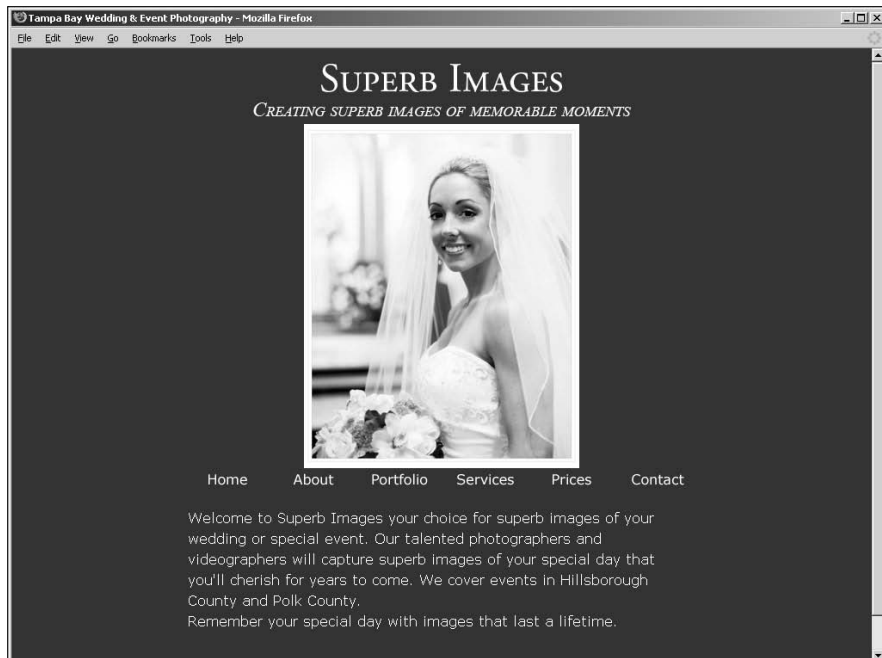 Tampa Bay Wedding & Event Photography - Mozilla Firefox
File Edit View Go Bookmarks Tools Help
SUPERB IMAGES
CREATING SUPERB IMAGES OF MEMORABLE MOMENTS
Home About Portfolio Services Prices Contact
Welcome to Superb Images your choice for superb images of your
wedding or special event. Our talented photographers and
videographers will capture superb images of your special day that
you'll cherish for years to come. We cover events in Hillsborough
County and Polk County.
Remember your special day with images that last a lifetime.